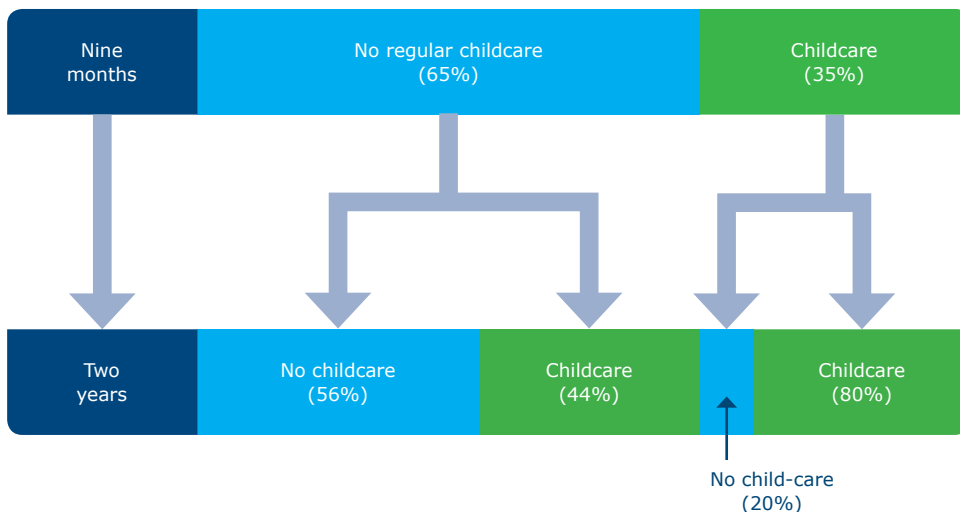 Nine
months
No regular childcare
(65%)
Childcare
(35%)
Two
years
No childcare
(56%)
Childcare
(44%)
Childcare
(80%)
No child-care
(20%)